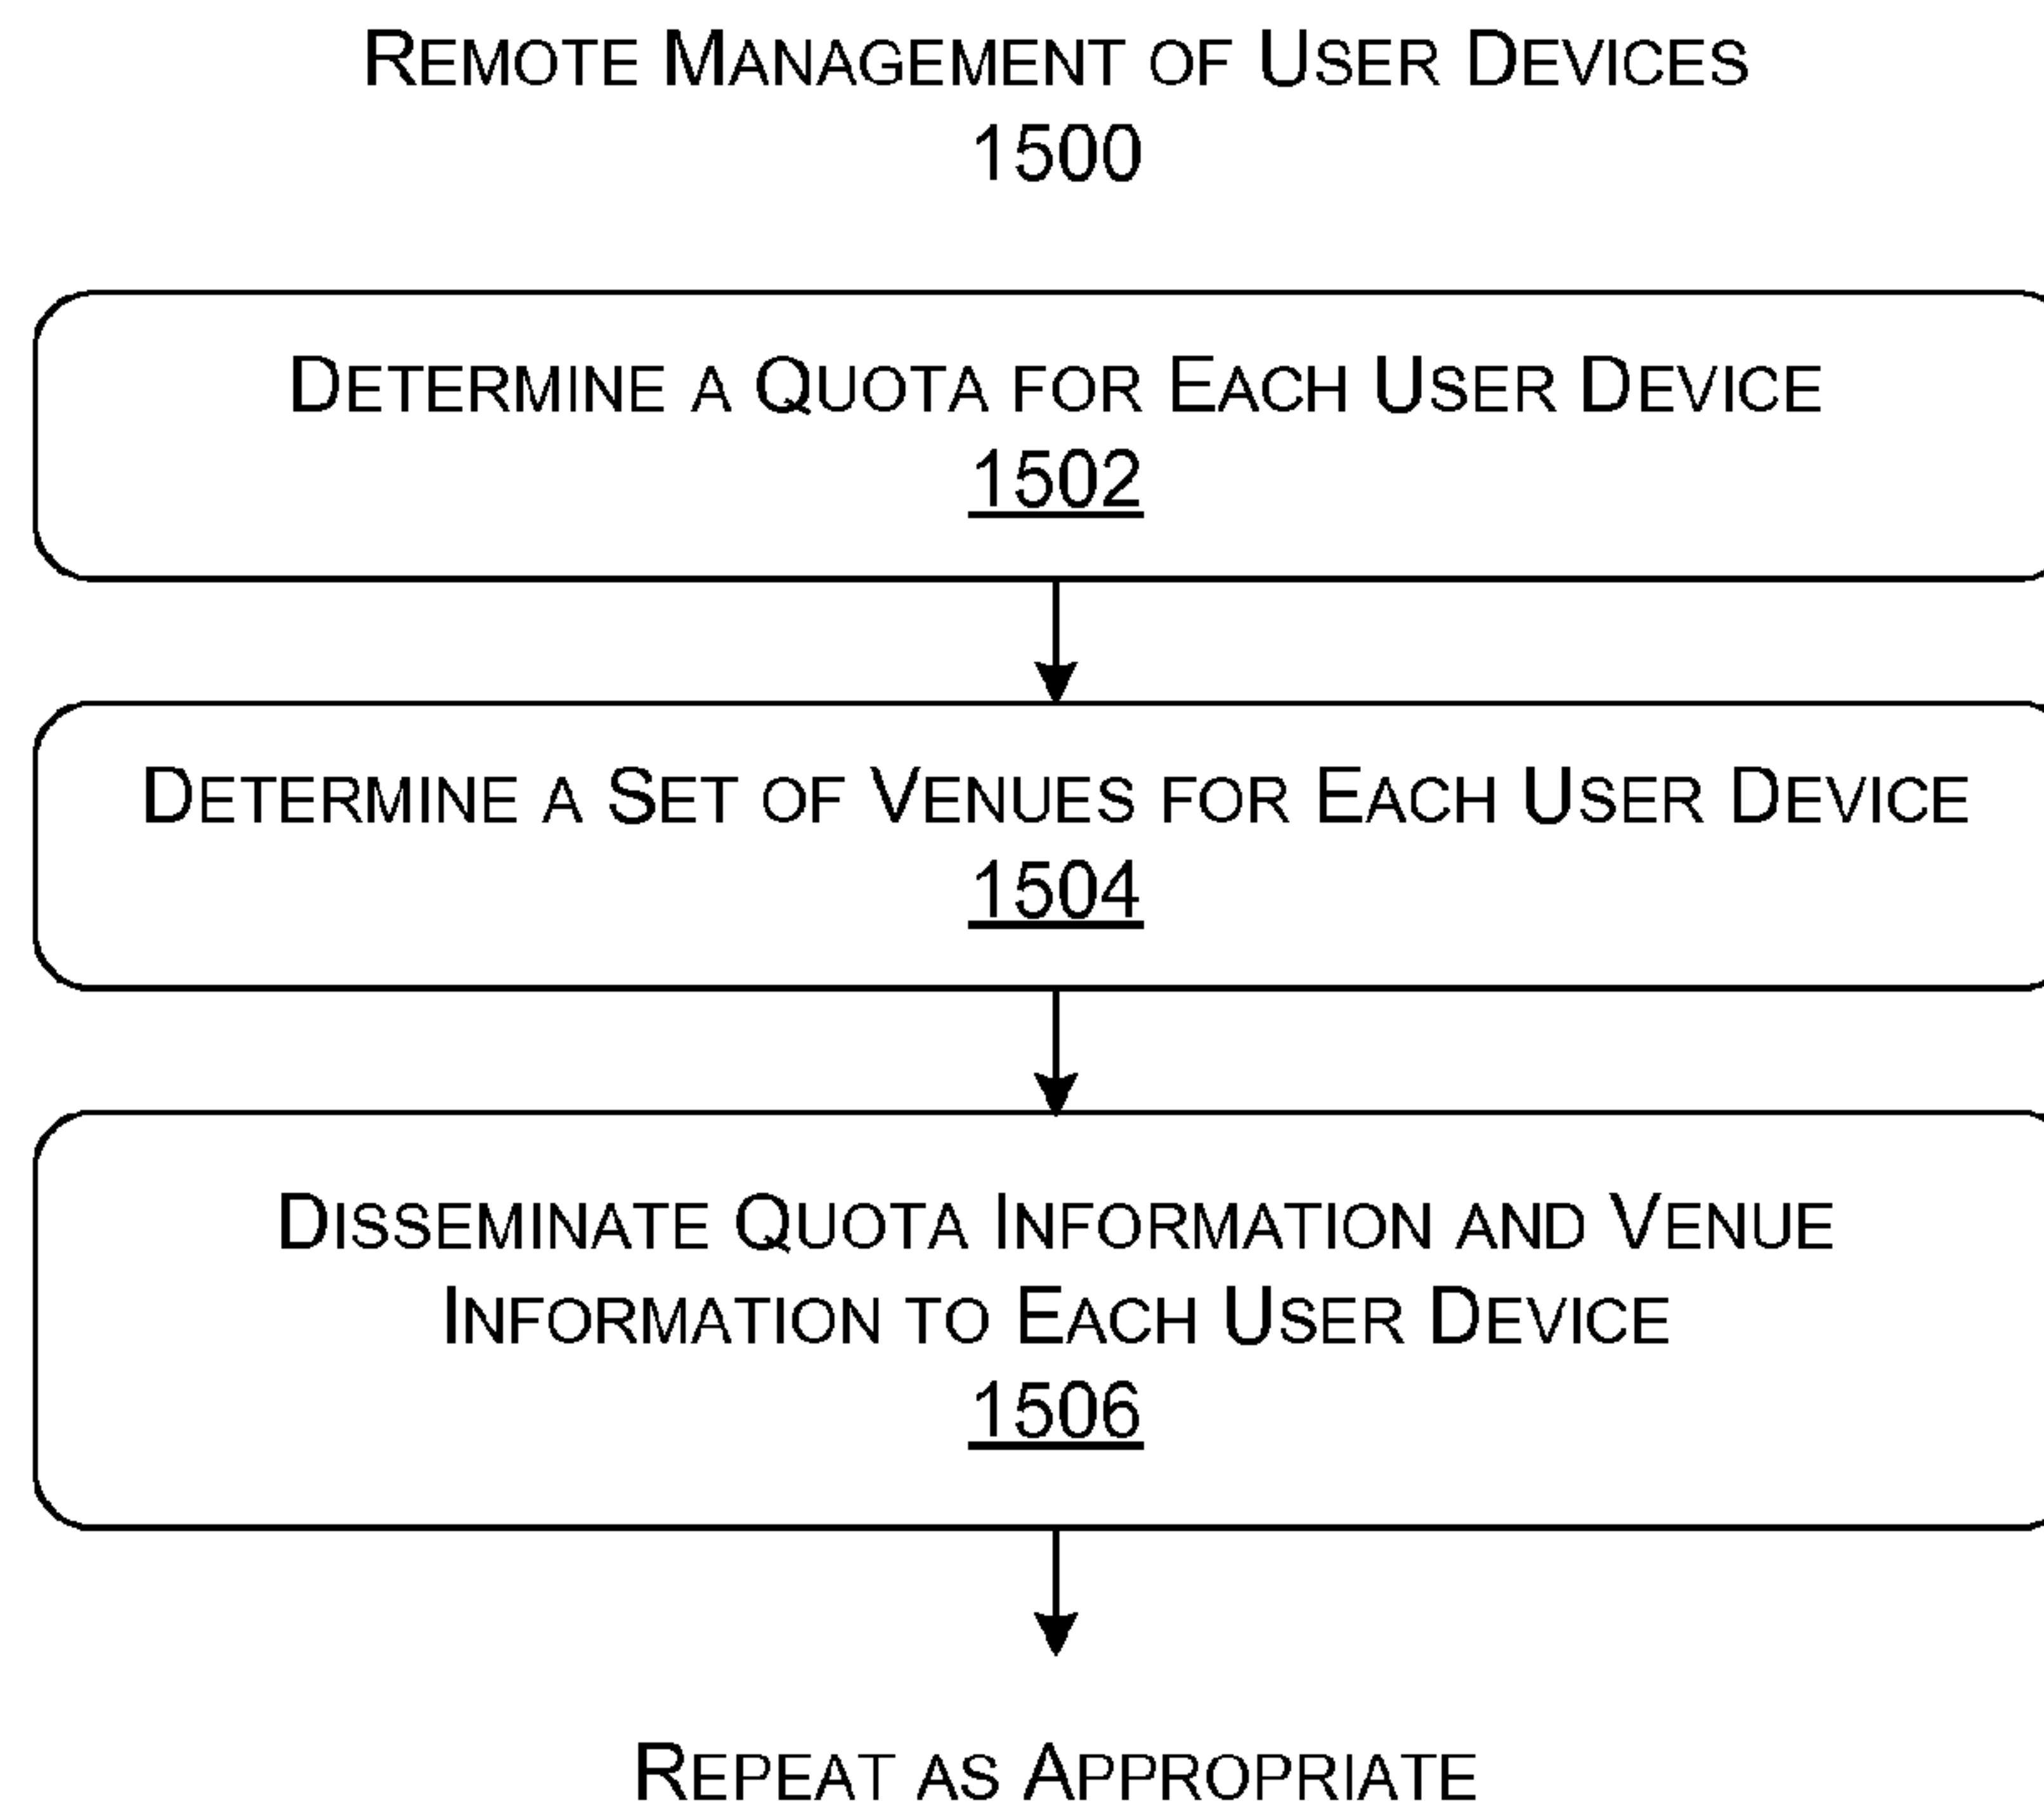 REMOTE MANAGEMENT OF USER DEVICES
1500
DETERMINE A QUOTA FOR EACH USER DEVICE
1502
DETERMINE A SET OF VENUES FOR EACH USER DEVICE
1504
DISSEMINATE QUOTA INFORMATION AND VENUE
INFORMATION TO EACH USER DEVICE
1506
REPEAT AS APPROPRIATE